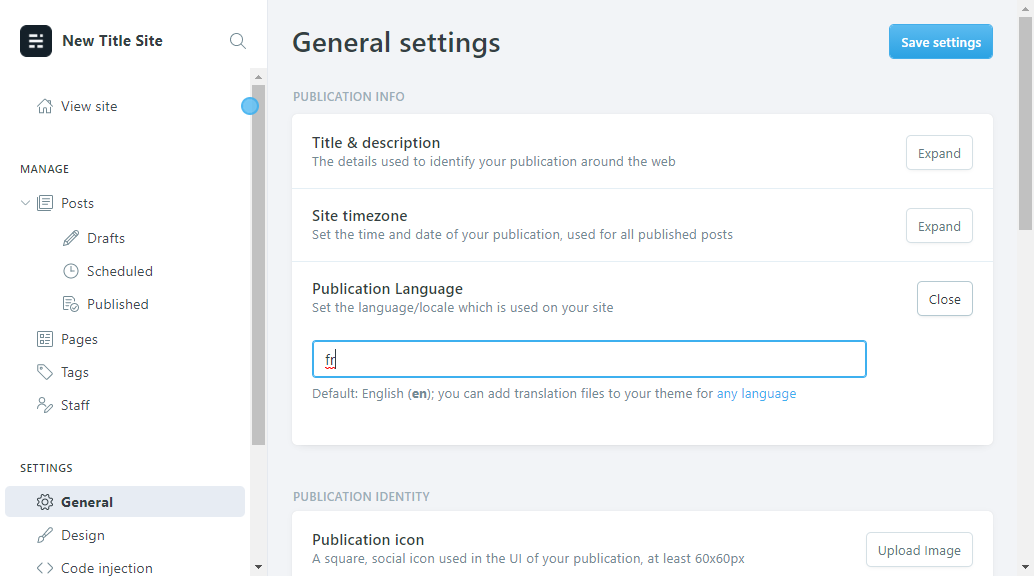 New Title Site
View site
MANAGE
Posts
Drafts
Scheduled
Published
Pages
Tags
Staff
SETTINGS
General
Design
Code injection
General settings
Save settings
PUBLICATION INFO
Title & description
The details used to identify your publication around the web
Expand
Site timezone
Set the time and date of your publication, used for all published posts
Expand
Publication Language
Set the language/locale which is used on your site
Close
fr
Default: English (en); you can add translation files to your theme for any language
PUBLICATION IDENTITY
Publication icon
A square, social icon used in the UI of your publication, at least 60x60px
Upload Image